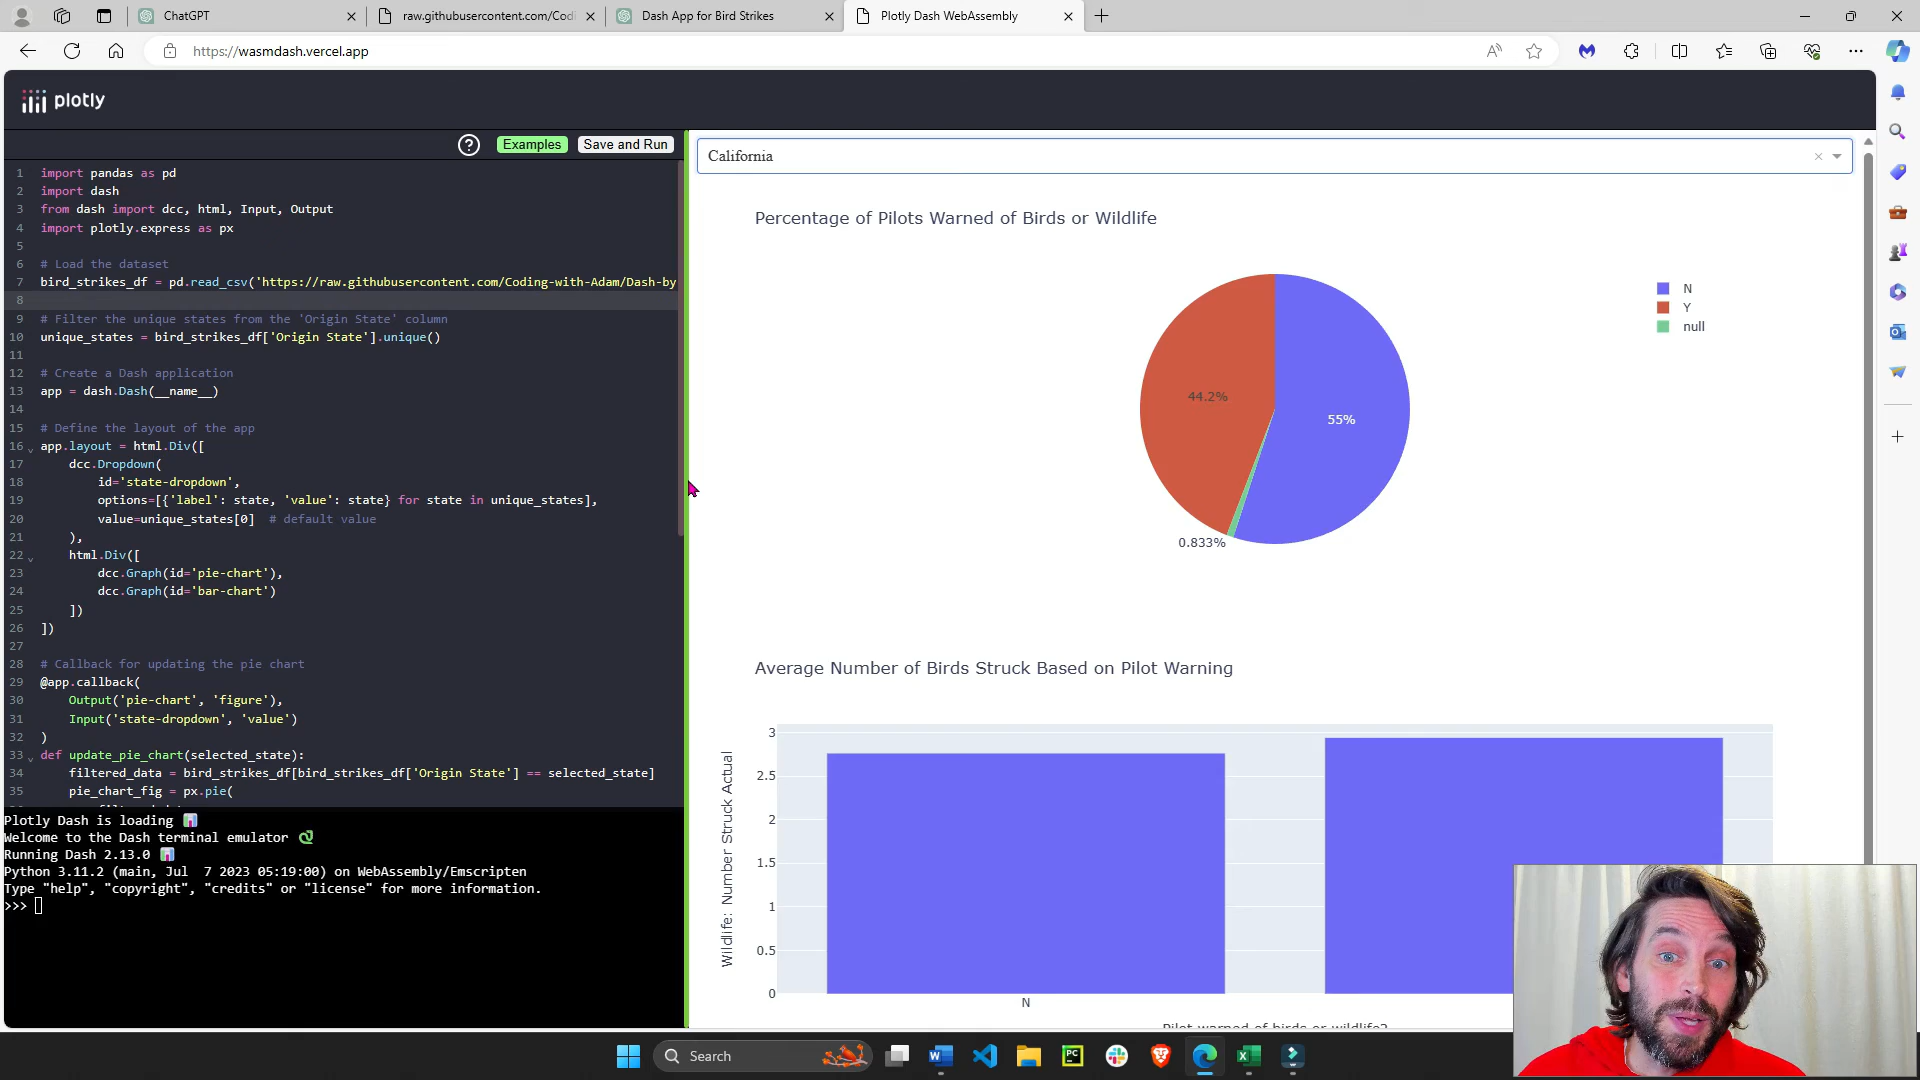 ChatGPT
raw.githubusercontent.com/Codi
Dash App for Bird Strikes
Plotly Dash WebAssembly
https://wasmdash.vercel.app
plotly
? Examples Save and Run
1 import pandas as pd
2 import dash
3 from dash import dcc, html, Input, Output
4 import plotly.express as px
5
6 # Load the dataset
7 bird_strikes_df = pd.read_csv('https://raw.githubusercontent.com/Coding-with-Adam/Dash-by
8
9 # Filter the unique states from the 'Origin State' column
10 unique_states = bird_strikes_df['Origin State'].unique()
11
12 # Create a Dash application
13 app = dash.Dash(__name__)
14
15 # Define the layout of the app
16 app.layout = html.Div([
17 dcc.Dropdown(
18 id='state-dropdown',
19 options=[{'label': state, 'value': state} for state in unique_states],
20 value=unique_states[0]  # default value
21 ),
22 html.Div([
23 dcc.Graph(id='pie-chart'),
24 dcc.Graph(id='bar-chart')
25 ])
26 ])
27
28 # Callback for updating the pie chart
29 @app.callback(
30 Output('pie-chart', 'figure'),
31 Input('state-dropdown', 'value')
32 )
33 def update_pie_chart(selected_state):
34 filtered_data = bird_strikes_df[bird_strikes_df['Origin State'] == selected_state]
35 pie_chart_fig = px.pie(
Plotly Dash is loading
Welcome to the Dash terminal emulator
Running Dash 2.13.0
Python 3.11.2 (main, Jul  7 2023 05:19:00) on WebAssembly/Emscripten
Type "help", "copyright", "credits" or "license" for more information.
>>>
California
Percentage of Pilots Warned of Birds or Wildlife
N
Y
null
44.2%
55%
0.833%
Average Number of Birds Struck Based on Pilot Warning
Wildlife: Number Struck Actual
3
2.5
2
1.5
1
0.5
0
N
Pilot warned of birds or wildlife?
Search